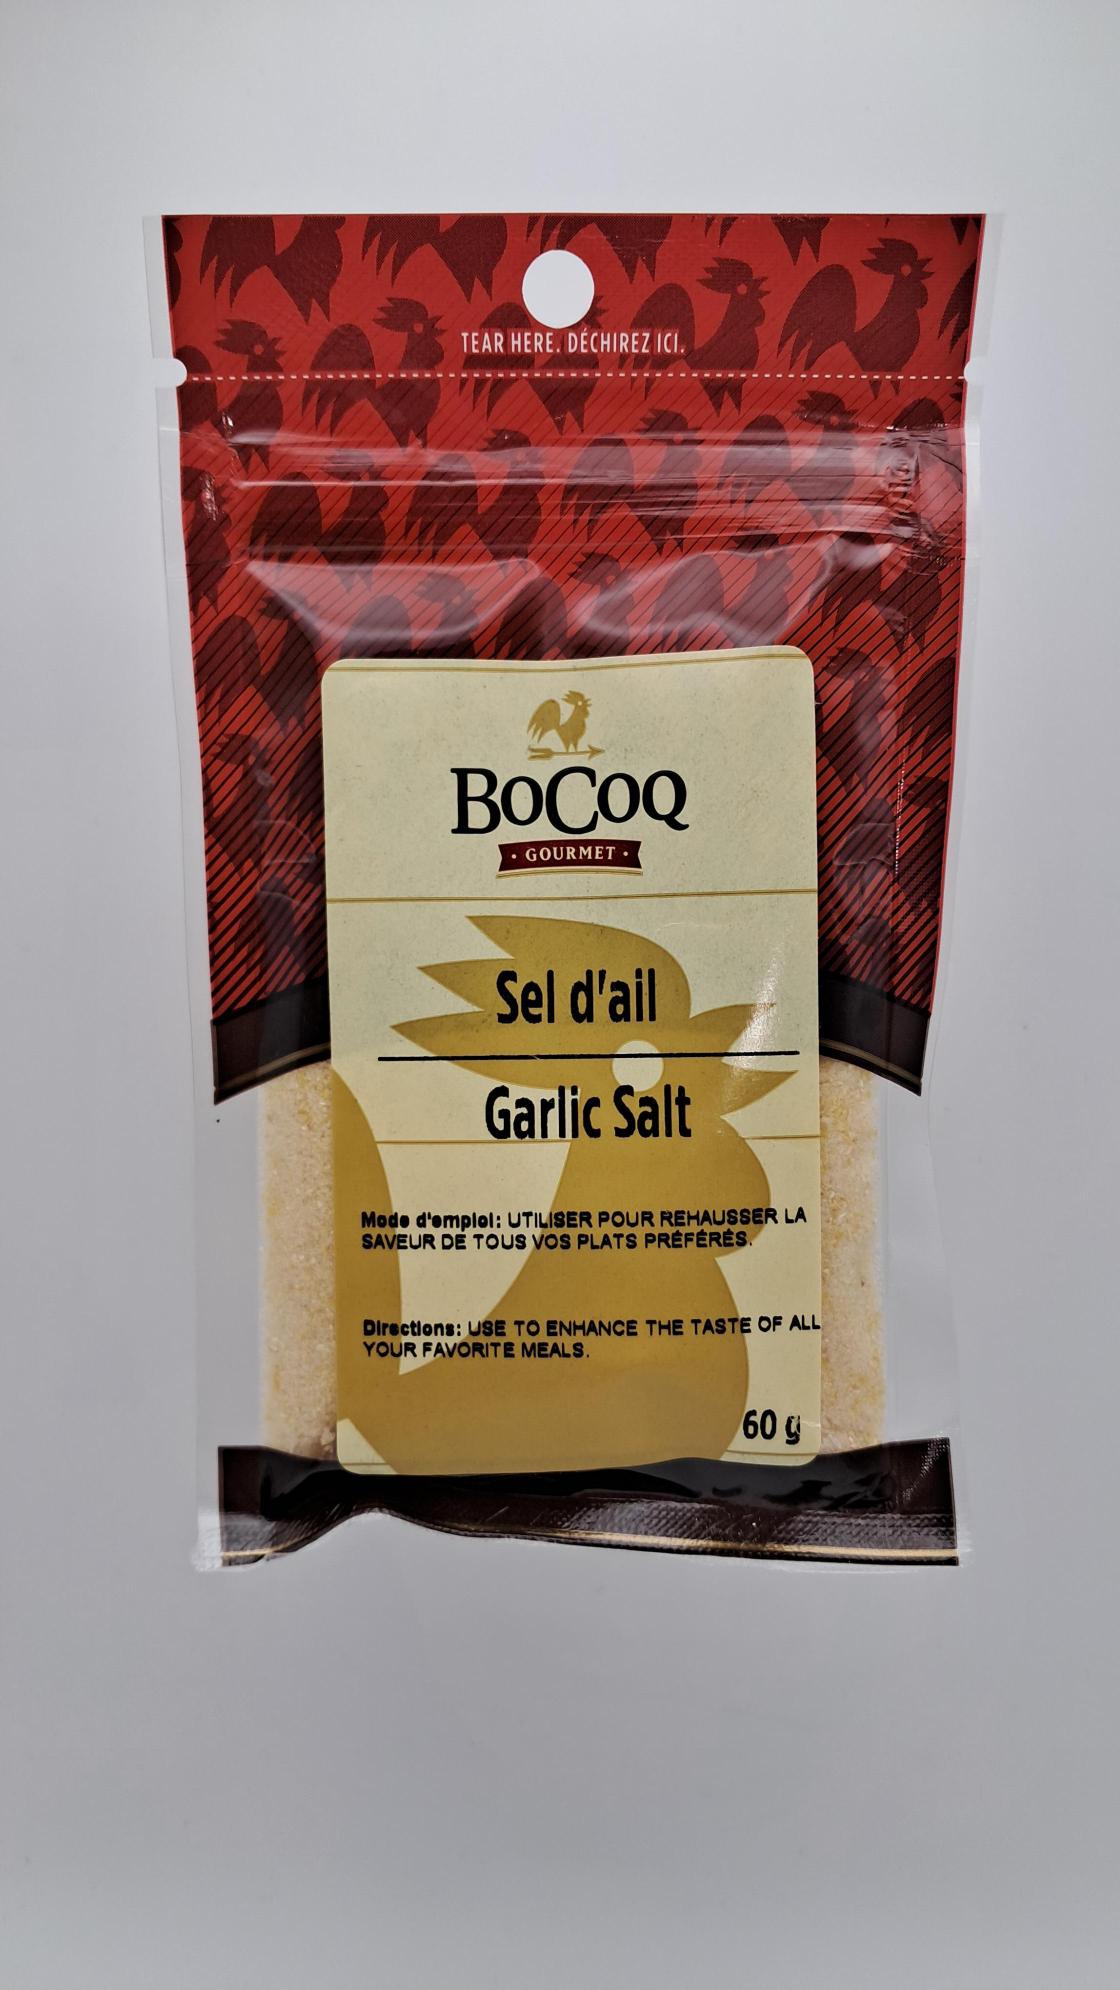 TEAR HERE. DÉCHIREZ ICI.
BOCOQ
• GOURMET •
Sel d'ail
Garlic Salt
Mode d'emploi: UTILISER POUR REHAUSSER LA
SAVEUR DE TOUS VOS PLATS PRÉFÉRÉS.
Directions: USE TO ENHANCE THE TASTE OF ALL
YOUR FAVORITE MEALS.
60 g